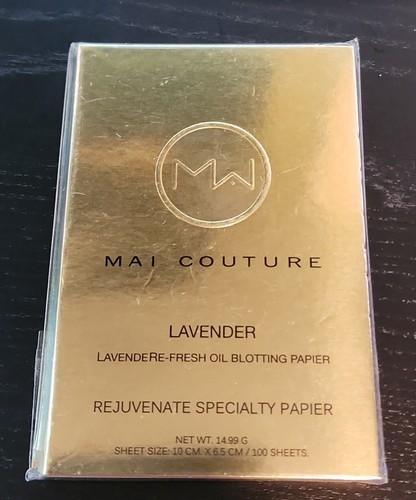 MW
MAI COUTURE
LAVENDER
LAVENDERE-FRESH OIL BLOTTING PAPIER
REJUVENATE SPECIALTY PAPIER
NET WT. 14.99 G
SHEET SIZE: 10 CM. X 6.5 CM / 100 SHEETS.